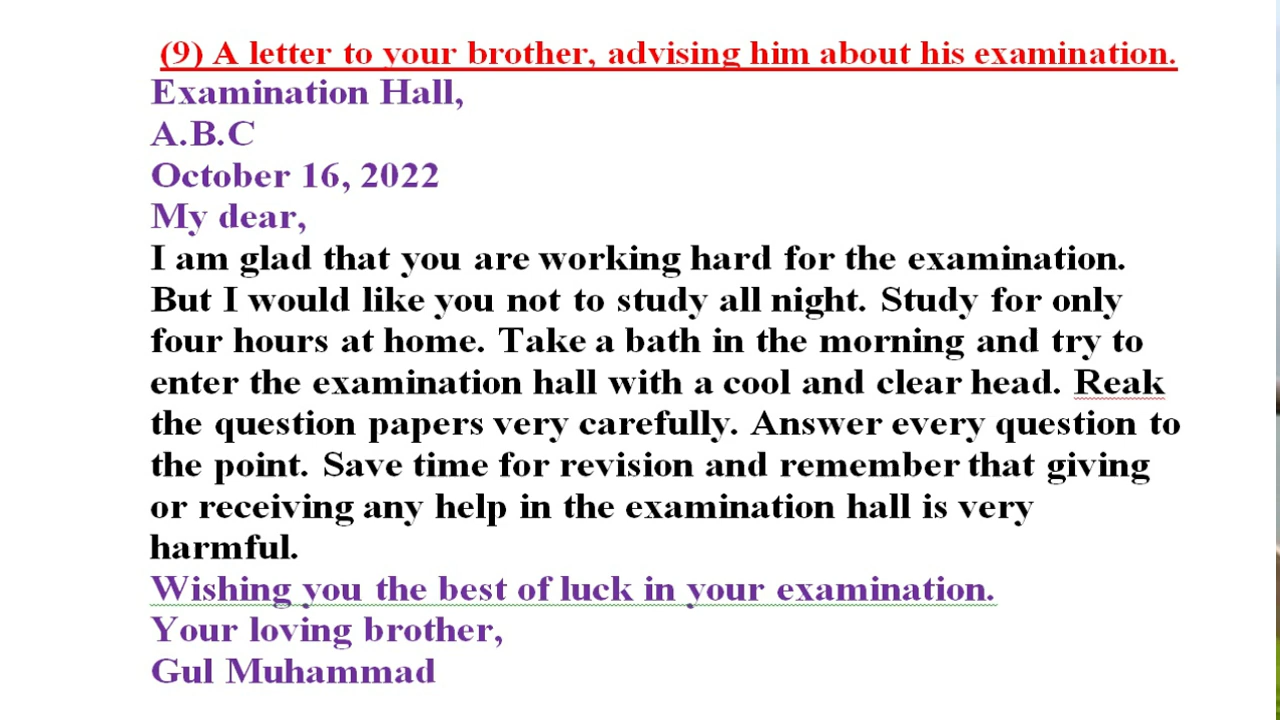 (9) A letter to your brother, advising him about his examination.
Examination Hall,
A.B.C
October 16, 2022
My dear,
I am glad that you are working hard for the examination.
But I would like you not to study all night. Study for only
four hours at home. Take a bath in the morning and try to
enter the examination hall with a cool and clear head. Reak
the question papers very carefully. Answer every question to
the point. Save time for revision and remember that giving
or receiving any help in the examination hall is very
harmful.
Wishing you the best of luck in your examination.
Your loving brother,
Gul Muhammad